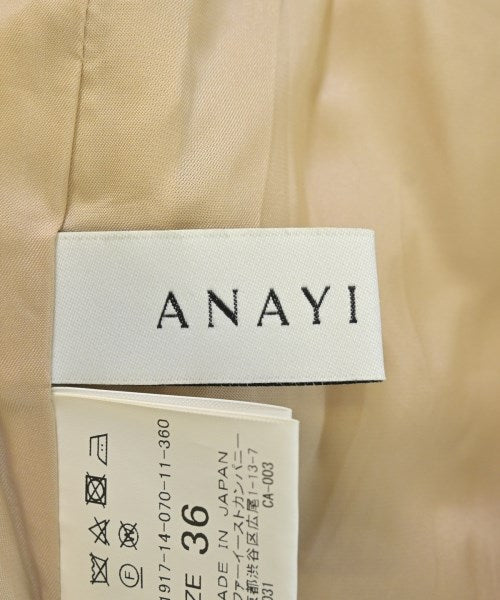 ANAYI
1917-14-070-11-360
ZE 36
ADE IN JAPAN
ファーイーストカンパニー
京都渋谷区広尾1-13-7
031 CA-003
F
W